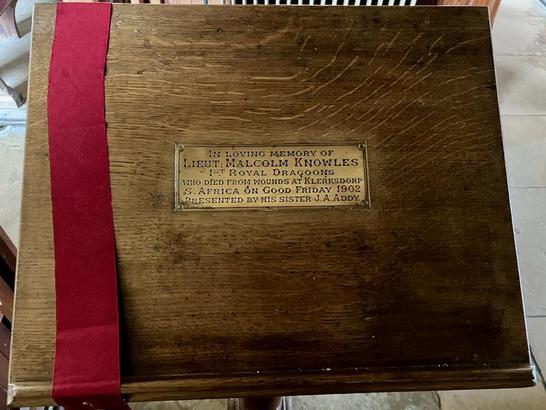 IN LOVING MEMORY OF
LIEUT: MALCOLM KNOWLES
1ST ROYAL DRAGOONS
WHO DIED FROM WOUNDS AT KLERKSDORP
S. AFRICA ON GOOD FRIDAY 1902
PRESENTED BY HIS SISTER J.A.ADDY.